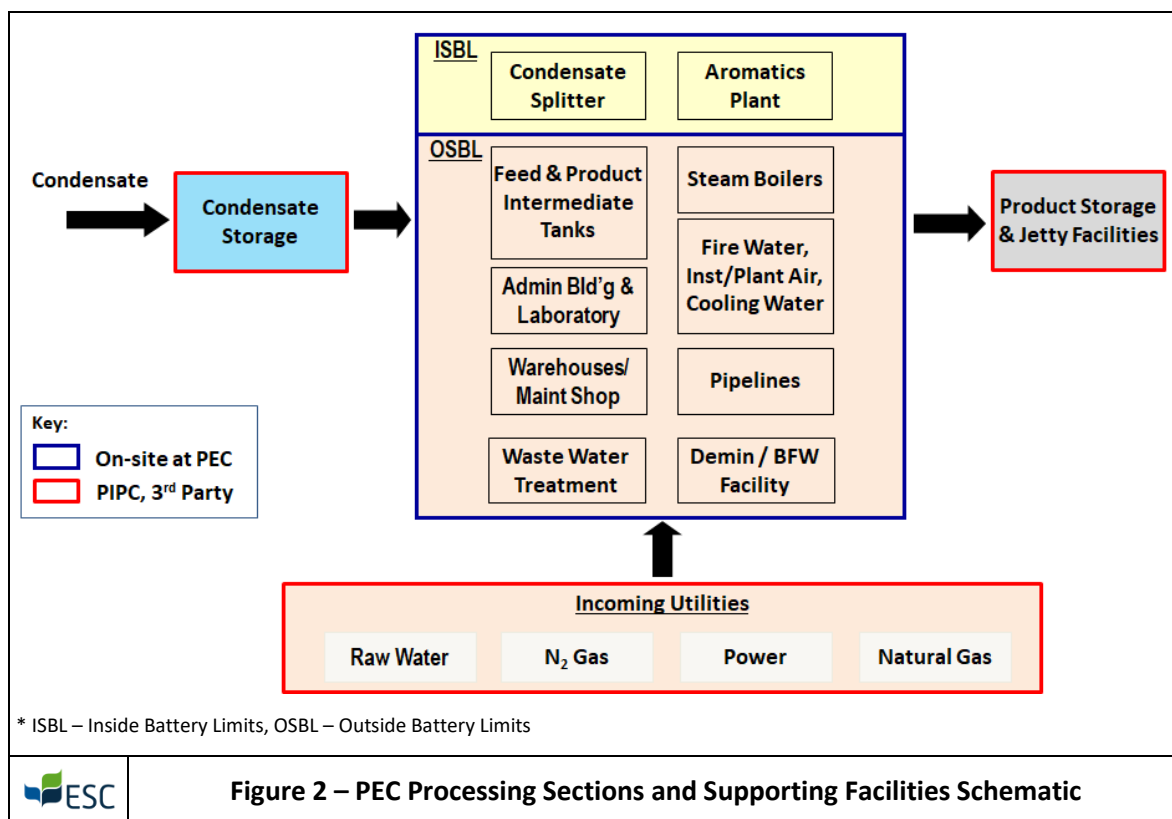 ISBL
Condensate
Splitter
Aromatics
Plant
OSBL
Feed & Product
Intermediate
Tanks
Steam Boilers
Condensate
Condensate
Storage
Product Storage
& Jetty Facilities
Fire Water,
Inst/Plant Air,
Cooling Water
Admin Bld'g &
Laboratory
Warehouses/
Maint Shop
Pipelines
Key:
On-site at PEC
PIPC, 3rd Party
Waste Water
Treatment
Demin / BFW
Facility
Incoming Utilities
Raw Water
N2 Gas
Power
Natural Gas
* ISBL – Inside Battery Limits, OSBL – Outside Battery Limits
ESC
Figure 2 – PEC Processing Sections and Supporting Facilities Schematic